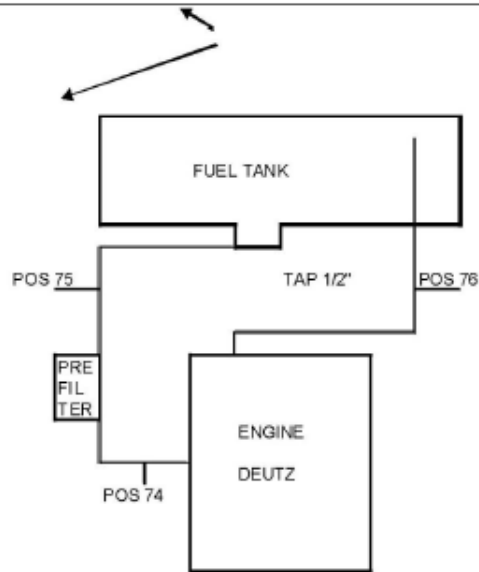 FUEL TANK
POS 75
TAP 1/2"
POS 76
PRE
FIL
TER
ENGINE
DEUTZ
POS 74